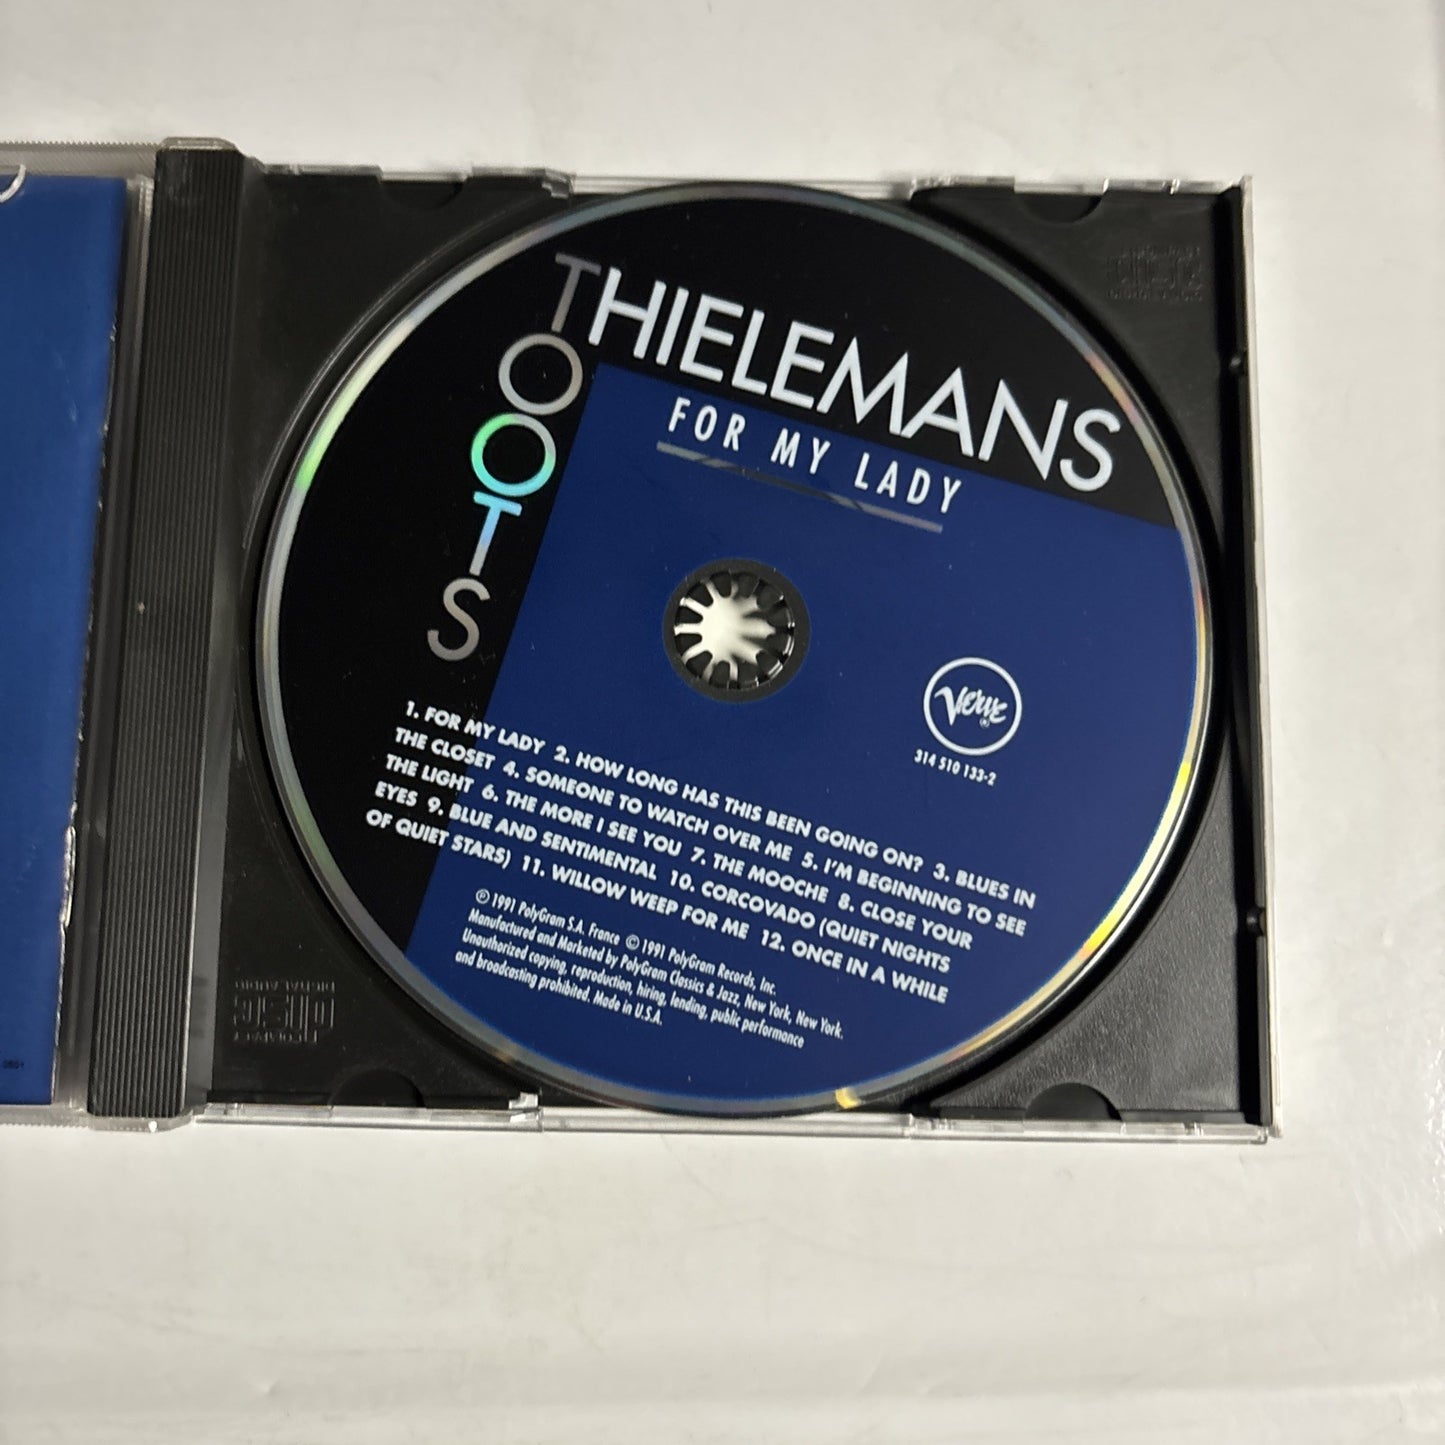 THIELEMANS
TOOTS
FOR MY LADY
Verve
®
314 510 133-2
1. FOR MY LADY 2. HOW LONG HAS THIS BEEN GOING ON? 3. BLUES IN
THE CLOSET 4. SOMEONE TO WATCH OVER ME 5. I'M BEGINNING TO SEE
THE LIGHT 6. THE MORE I SEE YOU 7. THE MOOCHE 8. CLOSE YOUR
EYES 9. BLUE AND SENTIMENTAL 10. CORCOVADO (QUIET NIGHTS
OF QUIET STARS) 11. WILLOW WEEP FOR ME 12. ONCE IN A WHILE
℗ 1991 PolyGram S.A. France © 1991 PolyGram Records, Inc.
Manufactured and Marketed by PolyGram Classics & Jazz, New York, New York.
Unauthorized copying, reproduction, hiring, lending, public performance
and broadcasting prohibited. Made in U.S.A.
COMPACT
disc
DIGITAL AUDIO